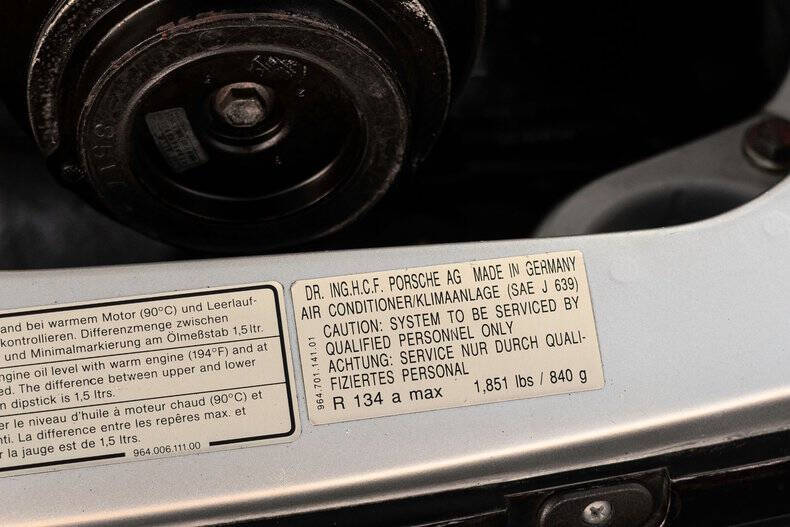 and bei warmem Motor (90°C) und Leerlauf-
kontrollieren. Differenzmenge zwischen
und Minimalmarkierung am Ölmeßstab 1,5 ltr.
ngine oil level with warm engine (194°F) and at
ed. The difference between upper and lower
n dipstick is 1,5 ltrs.
er le niveau d'huile à moteur chaud (90°C) et
nti. La difference entre les repêres max. et
r la jauge est de 1,5 ltrs.
964.006.111.00
DR. ING.H.C.F. PORSCHE AG MADE IN GERMANY
AIR CONDITIONER/KLIMAANLAGE (SAE J 639)
CAUTION: SYSTEM TO BE SERVICED BY
QUALIFIED PERSONNEL ONLY
ACHTUNG: SERVICE NUR DURCH QUALI-
FIZIERTES PERSONAL
R 134 a max 1,851 lbs / 840 g
964.701.141.01